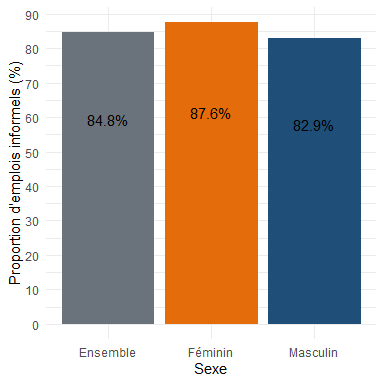 Proportion d'emplois informels (%)
90
80
70
60
50
40
30
20
10
0
84.8%
87.6%
82.9%
Ensemble
Féminin
Masculin
Sexe